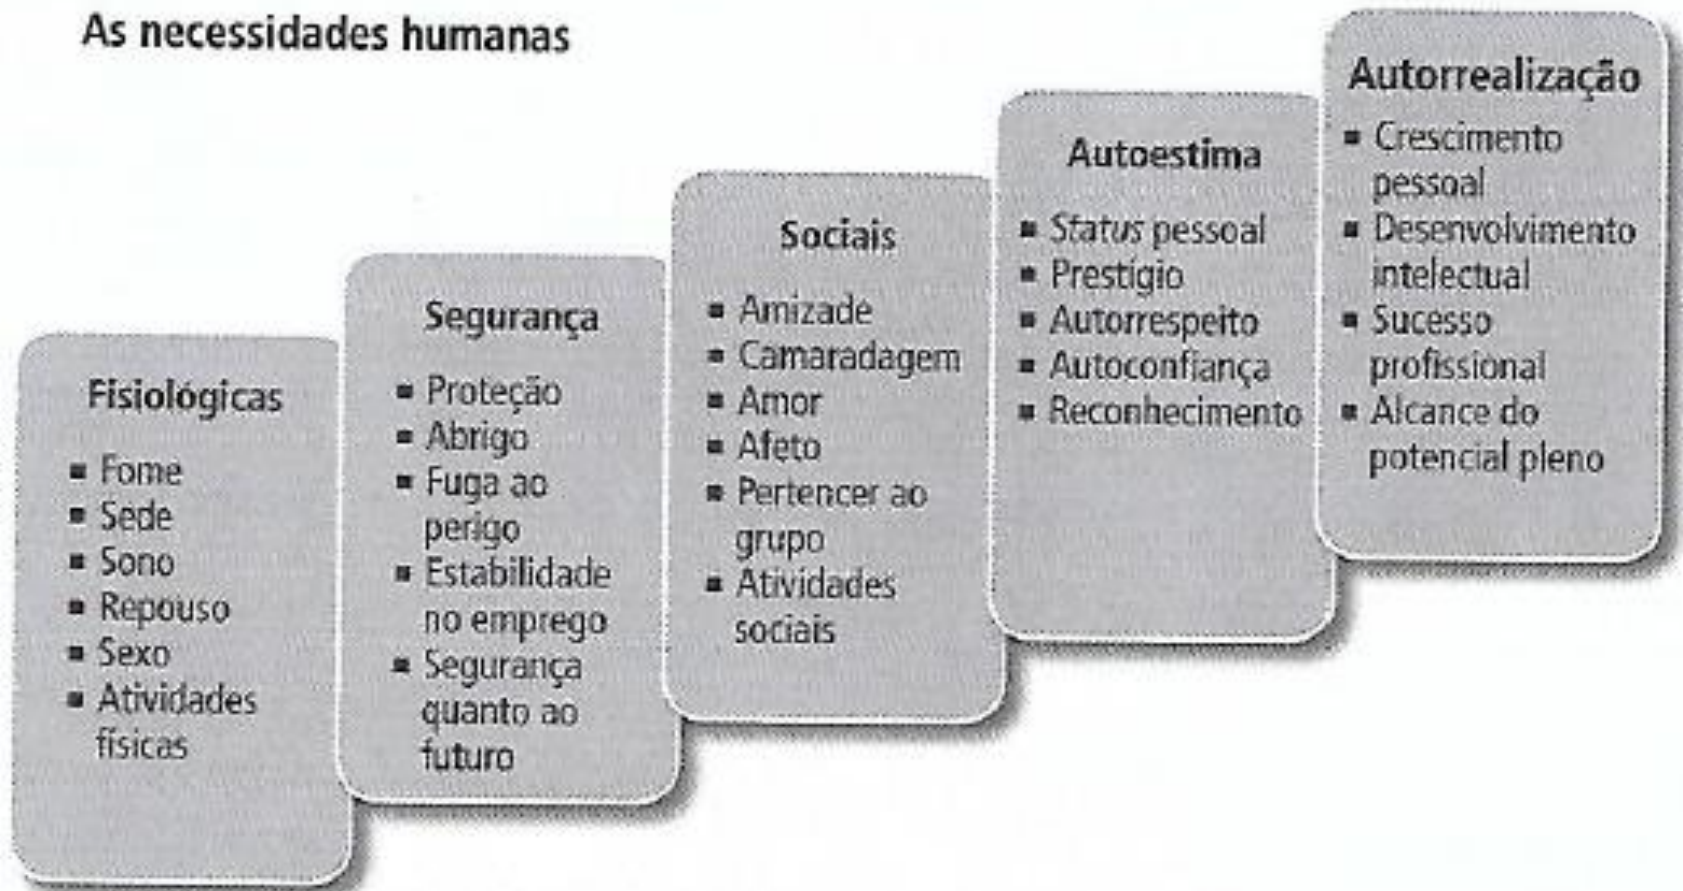 As necessidades humanas
Fisiológicas
▪ Fome
▪ Sede
▪ Sono
▪ Repouso
▪ Sexo
▪ Atividades
físicas
Segurança
▪ Proteção
▪ Abrigo
▪ Fuga ao
perigo
▪ Estabilidade
no emprego
▪ Segurança
quanto ao
futuro
Sociais
▪ Amizade
▪ Camaradagem
▪ Amor
▪ Afeto
▪ Pertencer ao
grupo
▪ Atividades
sociais
Autoestima
▪ Status pessoal
▪ Prestígio
▪ Autorrespeito
▪ Autoconfiança
▪ Reconhecimento
Autorrealização
▪ Crescimento
pessoal
▪ Desenvolvimento
intelectual
▪ Sucesso
profissional
▪ Alcance do
potencial pleno